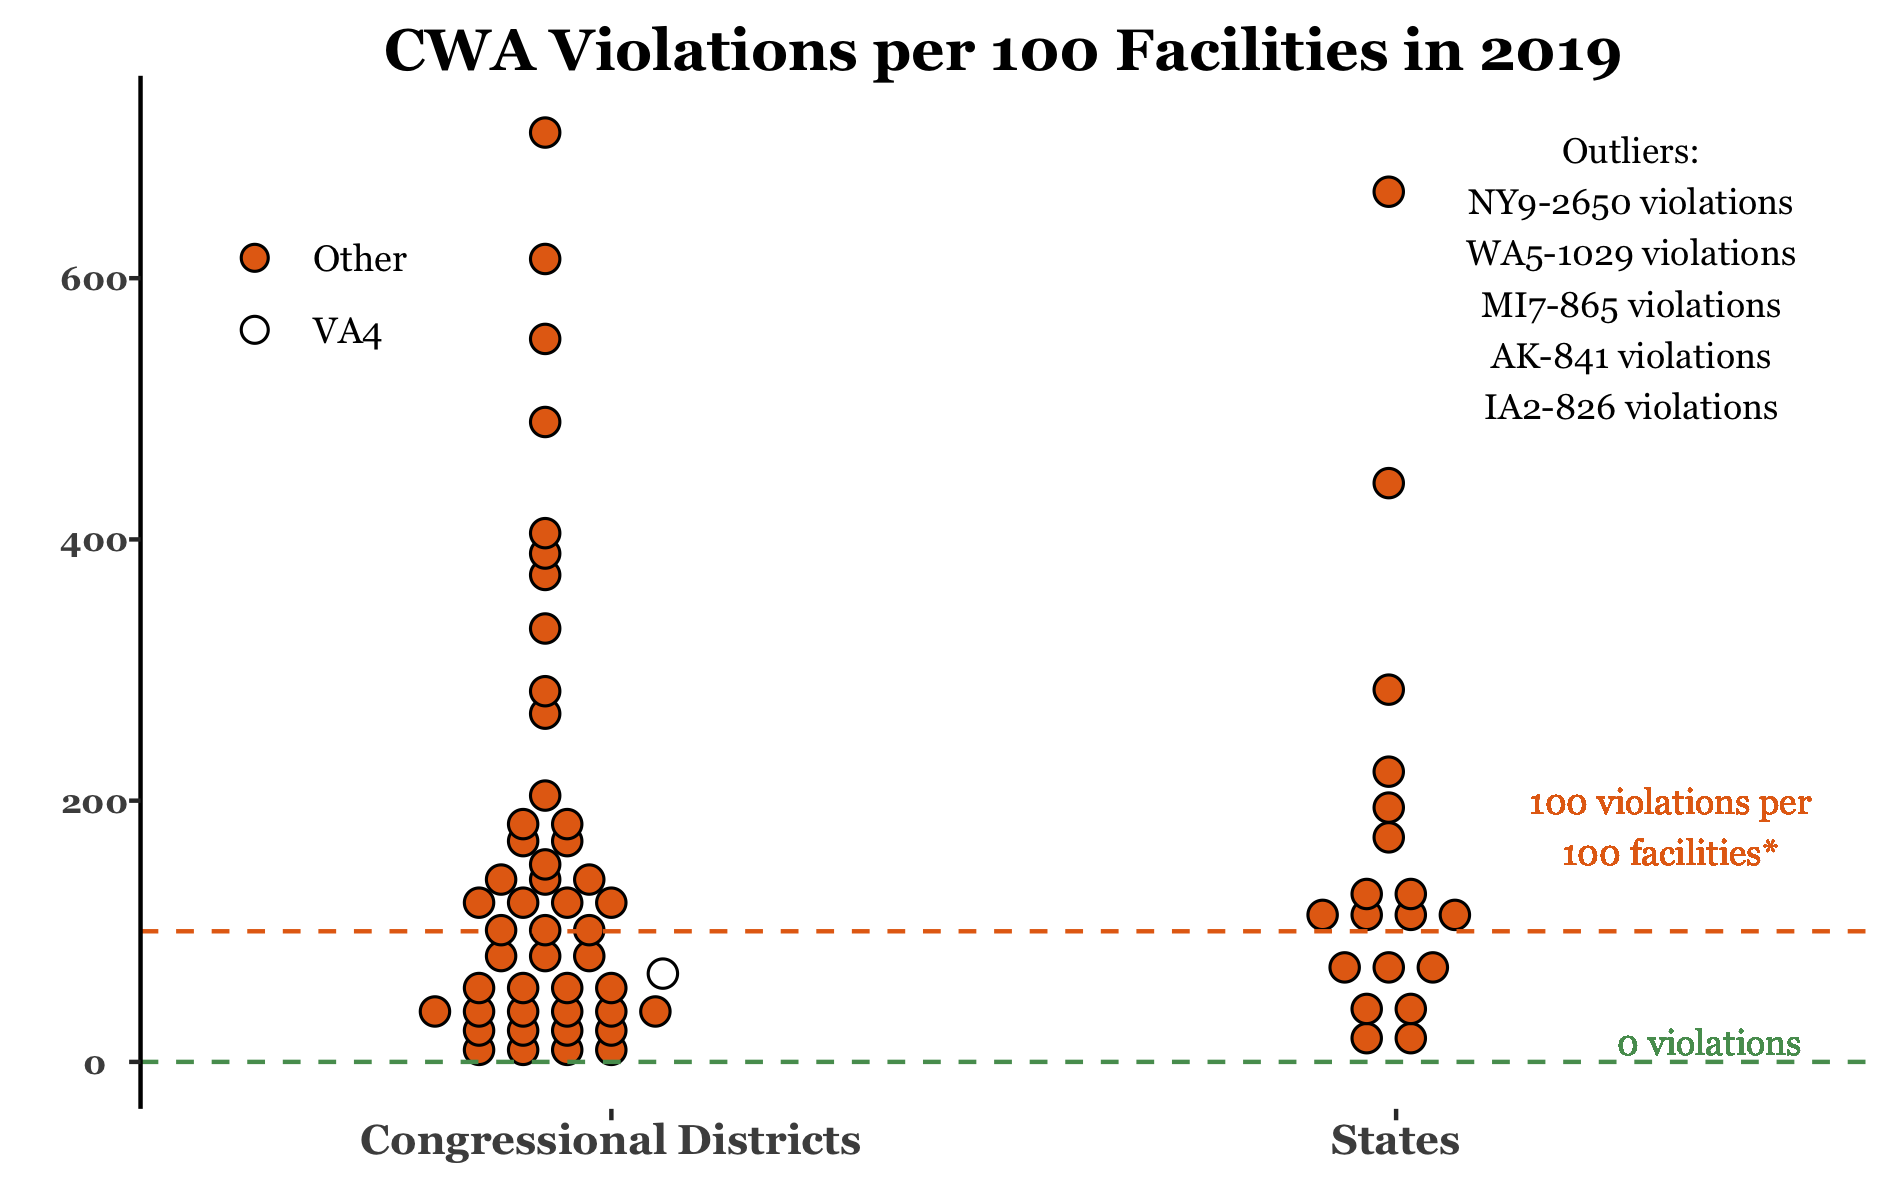 CWA Violations per 100 Facilities in 2019
Outliers:
NY9-2650 violations
WA5-1029 violations
MI7-865 violations
AK-841 violations
IA2-826 violations
Other
VA4
600
400
200
0
100 violations per
100 facilities*
0 violations
Congressional Districts
States